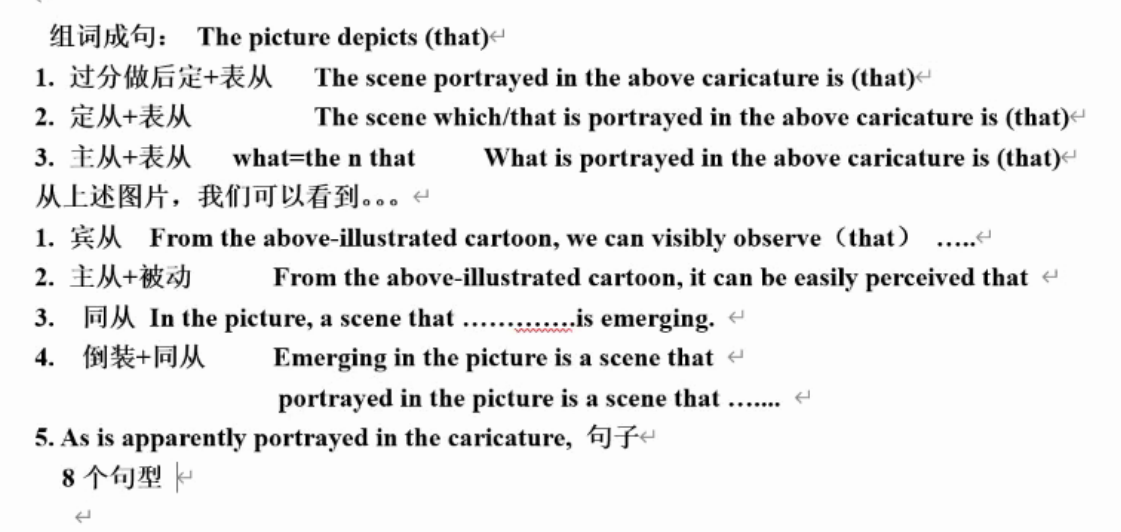 组词成句： The picture depicts (that)
1. 过分做后定+表从 The scene portrayed in the above caricature is (that)
2. 定从+表从 The scene which/that is portrayed in the above caricature is (that)
3. 主从+表从 what=the n that What is portrayed in the above caricature is (that)
从上述图片，我们可以看到。。。
1. 宾从 From the above-illustrated cartoon, we can visibly observe（that） …..
2. 主从+被动 From the above-illustrated cartoon, it can be easily perceived that
3. 同从 In the picture, a scene that ………….is emerging.
4. 倒装+同从 Emerging in the picture is a scene that
portrayed in the picture is a scene that …....
5. As is apparently portrayed in the caricature, 句子
8 个句型